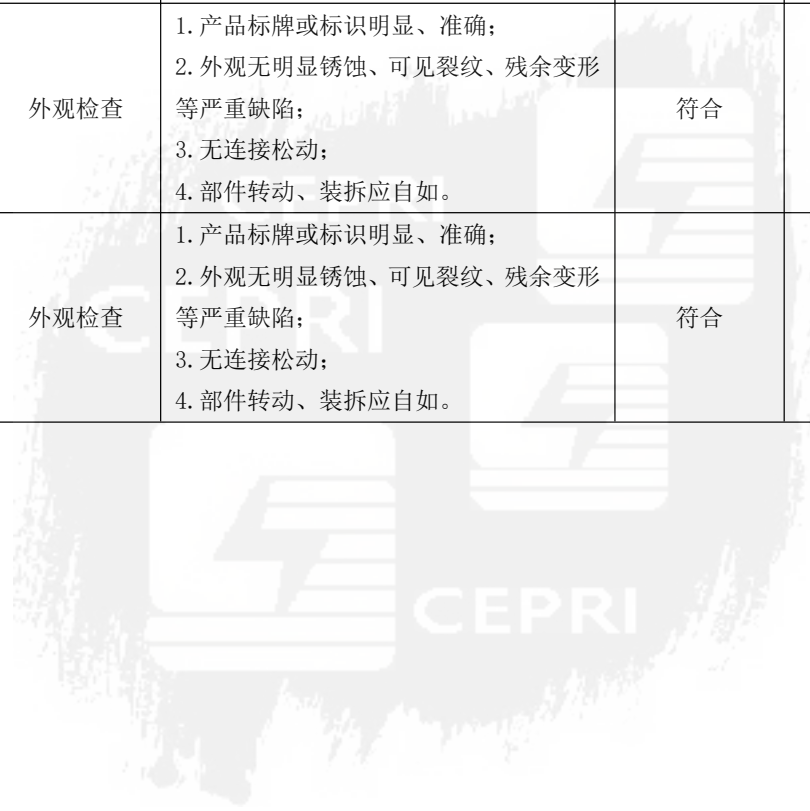 1.产品标牌或标识明显、准确；
2.外观无明显锈蚀、可见裂纹、残余变形
外观检查 等严重缺陷； 符合
3.无连接松动；
4.部件转动、装拆应自如。
1.产品标牌或标识明显、准确；
2.外观无明显锈蚀、可见裂纹、残余变形
外观检查 等严重缺陷； 符合
3.无连接松动；
4.部件转动、装拆应自如。
CEPRI
CEPRI
CEPRI